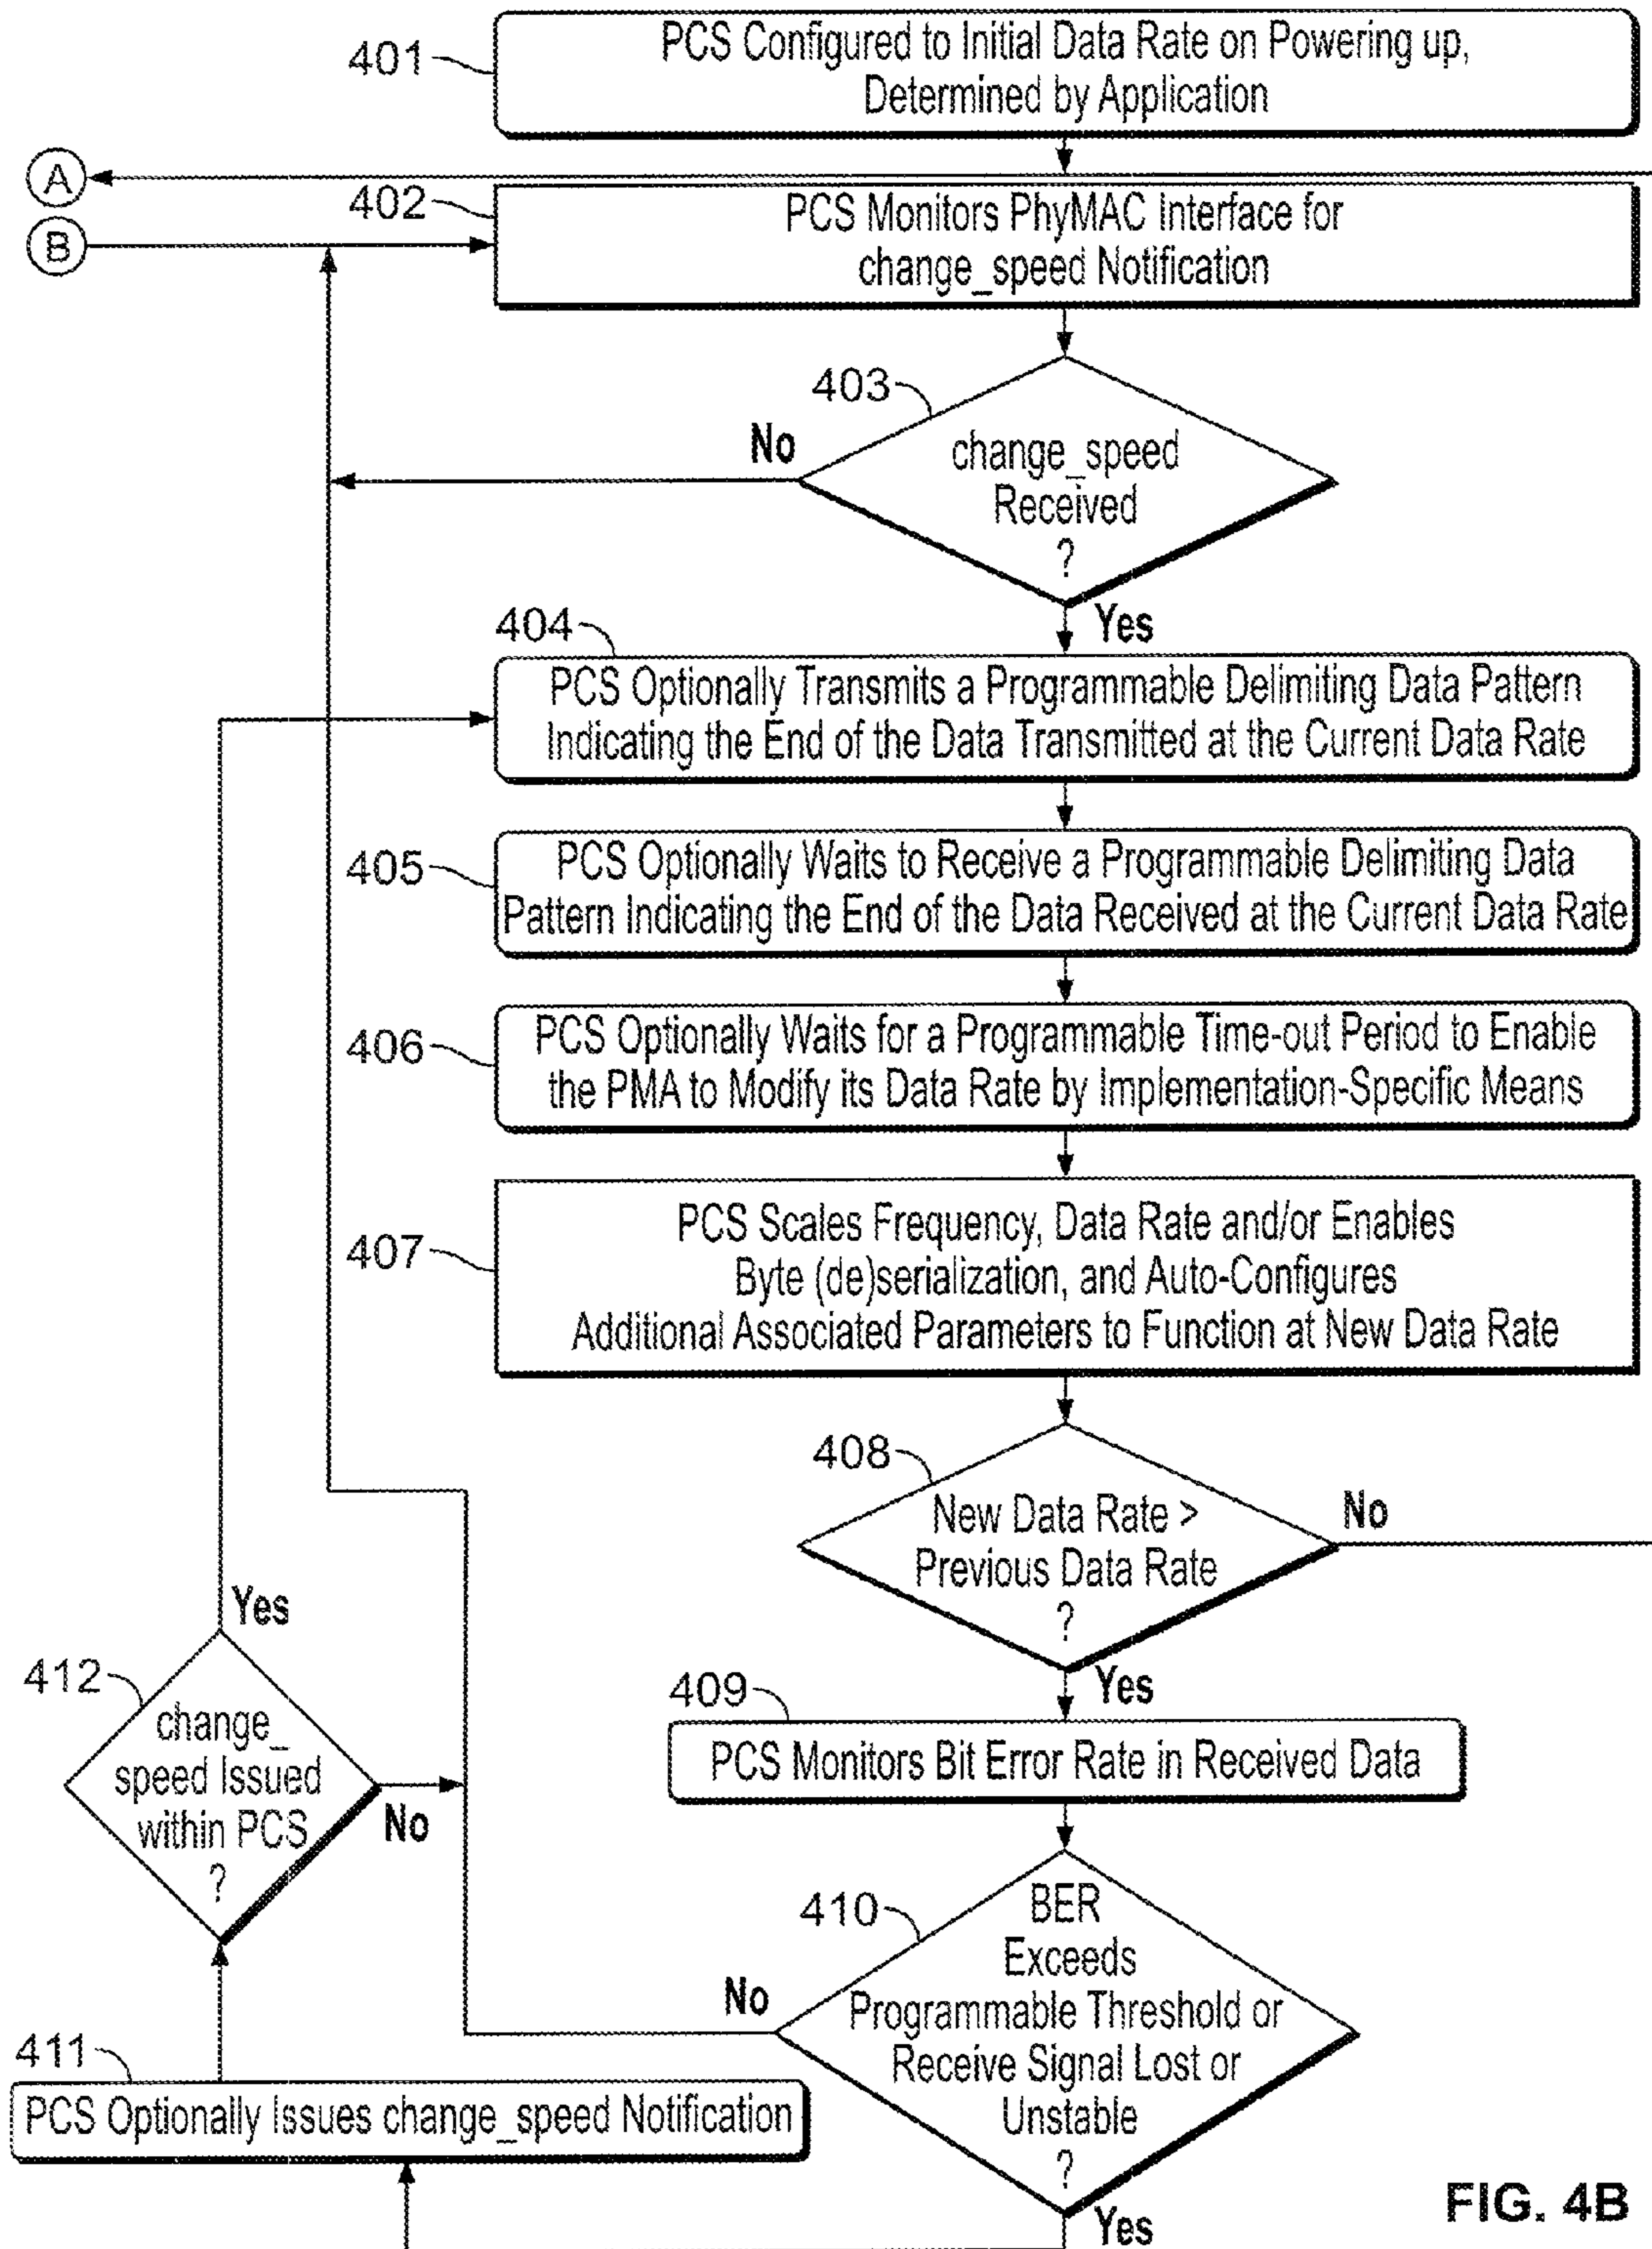 401
PCS Configured to Initial Data Rate on Powering up,
Determined by Application
A
402
PCS Monitors PhyMAC Interface for
change_speed Notification
B
403
No
change_speed
Received
?
Yes
404
PCS Optionally Transmits a Programmable Delimiting Data Pattern
Indicating the End of the Data Transmitted at the Current Data Rate
405
PCS Optionally Waits to Receive a Programmable Delimiting Data
Pattern Indicating the End of the Data Received at the Current Data Rate
406
PCS Optionally Waits for a Programmable Time-out Period to Enable
the PMA to Modify its Data Rate by Implementation-Specific Means
407
PCS Scales Frequency, Data Rate and/or Enables
Byte (de)serialization, and Auto-Configures
Additional Associated Parameters to Function at New Data Rate
408
New Data Rate >
Previous Data Rate
?
No
Yes
409
PCS Monitors Bit Error Rate in Received Data
410
BER
Exceeds
Programmable Threshold or
Receive Signal Lost or
Unstable
?
No
Yes
411
PCS Optionally Issues change_speed Notification
412
change_
speed Issued
within PCS
?
Yes
No
FIG. 4B